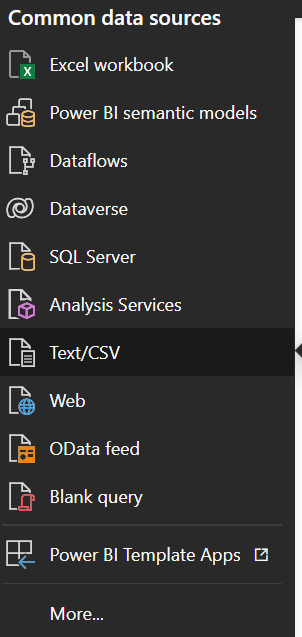 Common data sources
Excel workbook
Power BI semantic models
Dataflows
Dataverse
SQL Server
Analysis Services
Text/CSV
Web
OData feed
Blank query
Power BI Template Apps
More...